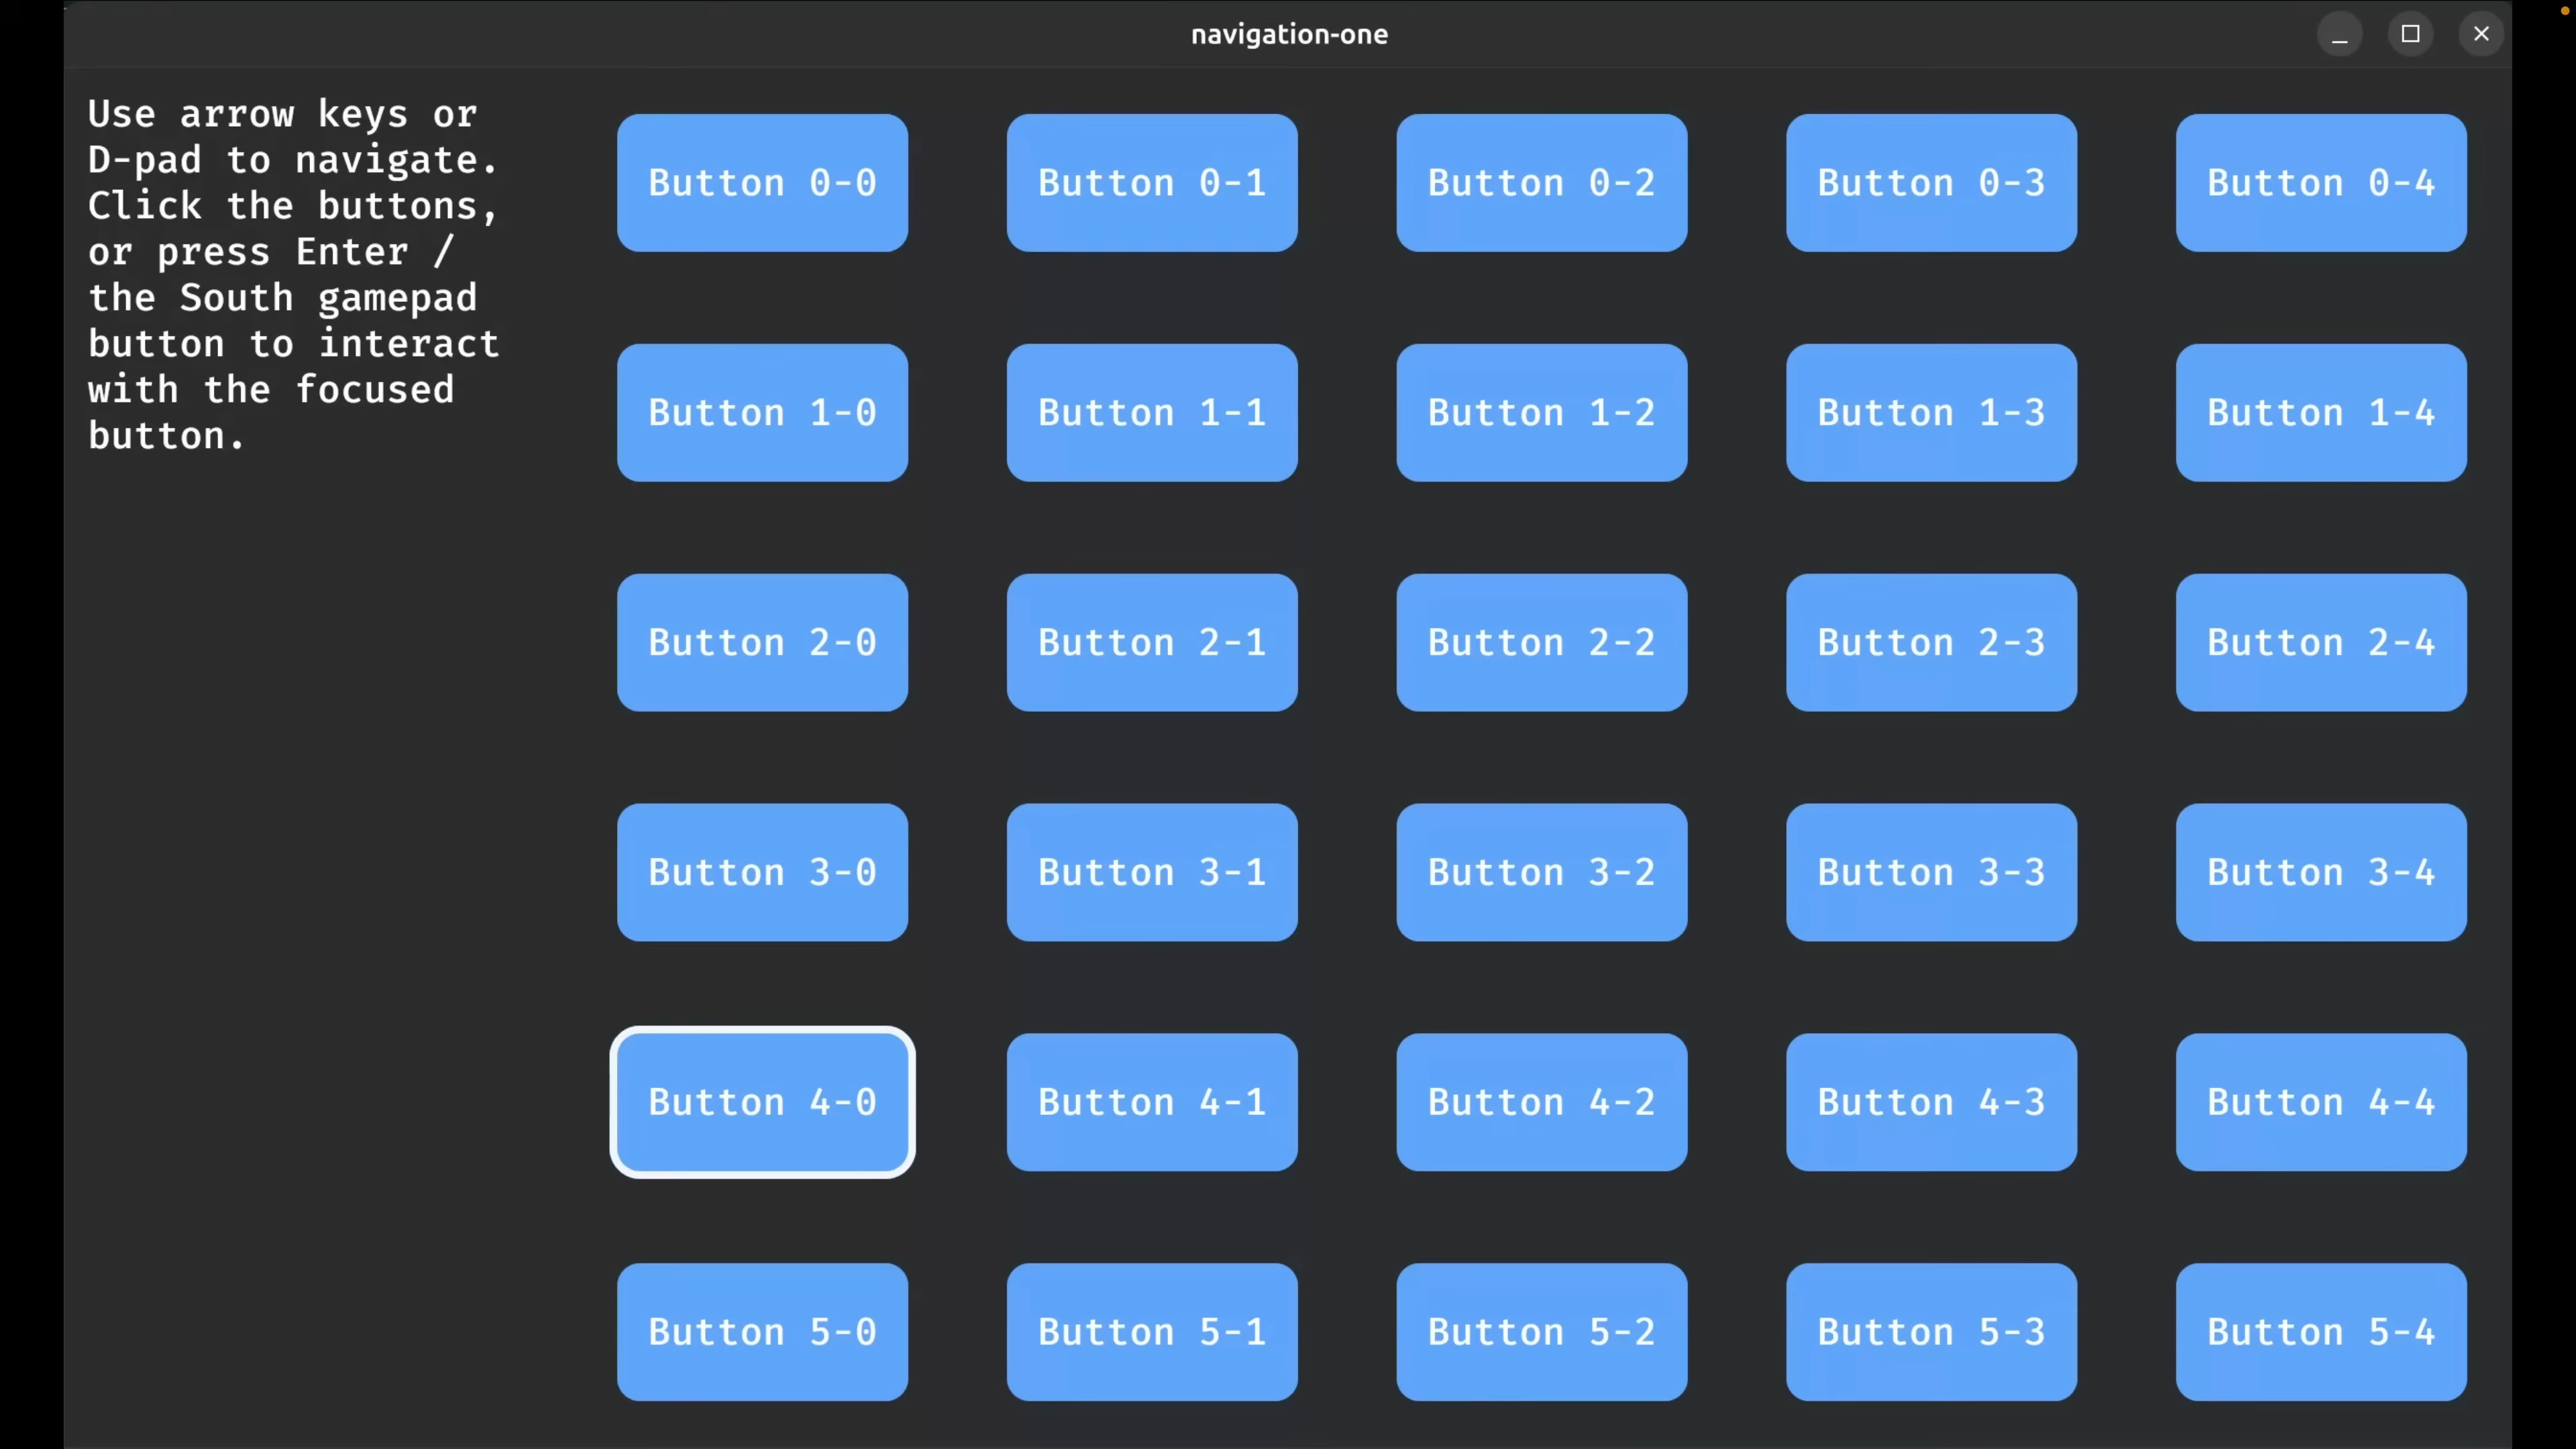 navigation-one
Use arrow keys or
D-pad to navigate.
Click the buttons,
or press Enter /
the South gamepad
button to interact
with the focused
button.
Button 0-0
Button 0-1
Button 0-2
Button 0-3
Button 0-4
Button 1-0
Button 1-1
Button 1-2
Button 1-3
Button 1-4
Button 2-0
Button 2-1
Button 2-2
Button 2-3
Button 2-4
Button 3-0
Button 3-1
Button 3-2
Button 3-3
Button 3-4
Button 4-0
Button 4-1
Button 4-2
Button 4-3
Button 4-4
Button 5-0
Button 5-1
Button 5-2
Button 5-3
Button 5-4